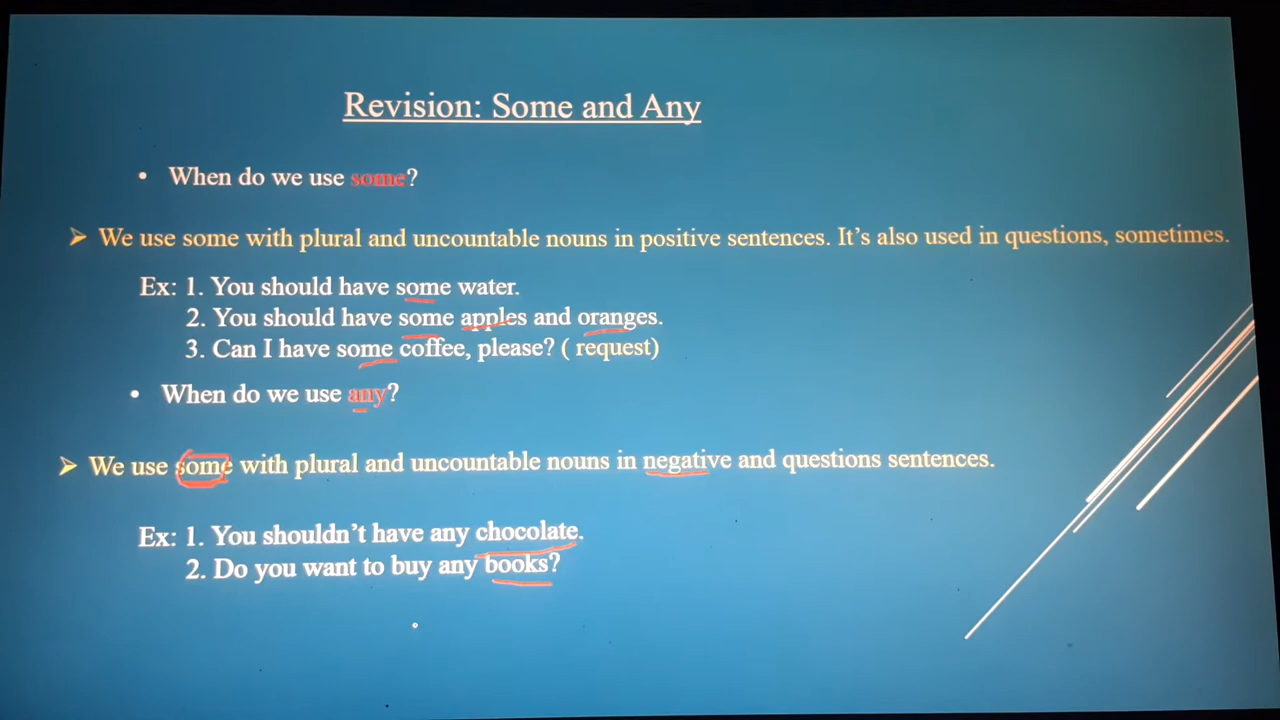 Revision: Some and Any
• When do we use some?
➢ We use some with plural and uncountable nouns in positive sentences. It's also used in questions, sometimes.
Ex: 1. You should have some water.
2. You should have some apples and oranges.
3. Can I have some coffee, please? ( request)
• When do we use any?
➢ We use some with plural and uncountable nouns in negative and questions sentences.
Ex: 1. You shouldn't have any chocolate.
2. Do you want to buy any books?